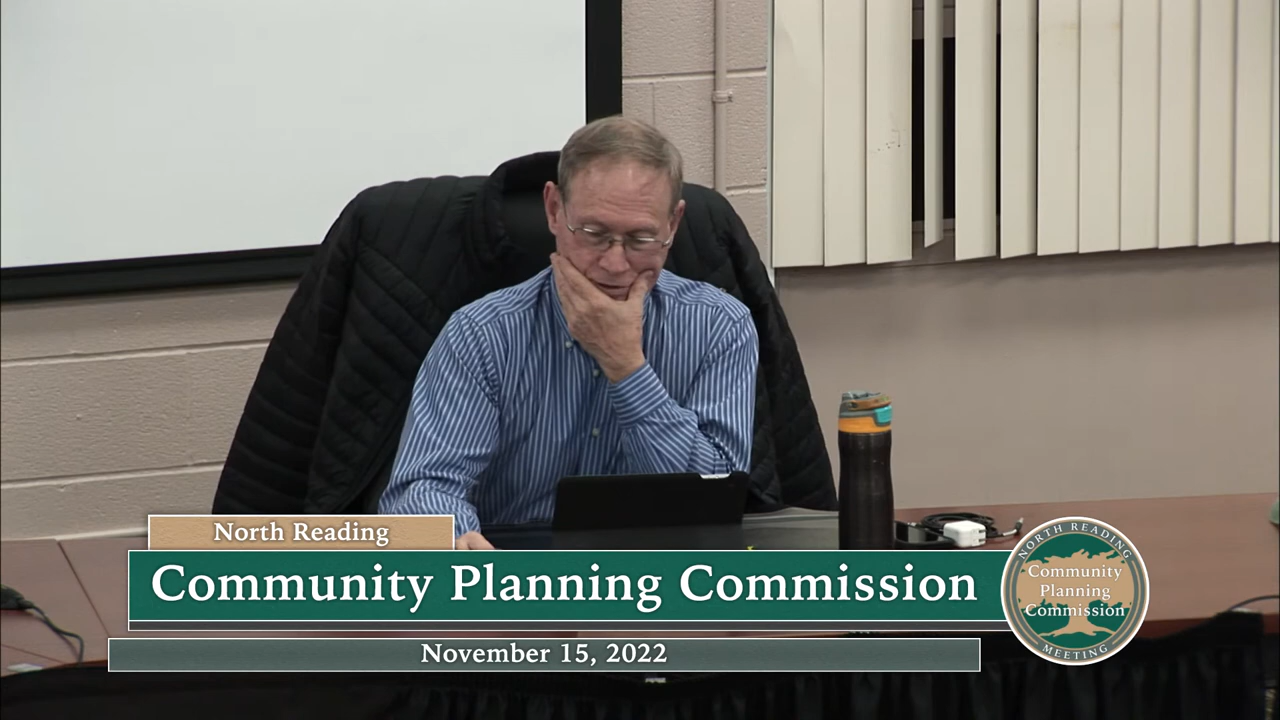 North Reading
Community Planning Commission
November 15, 2022
NORTH READING
Community
Planning
Commission
MEETING